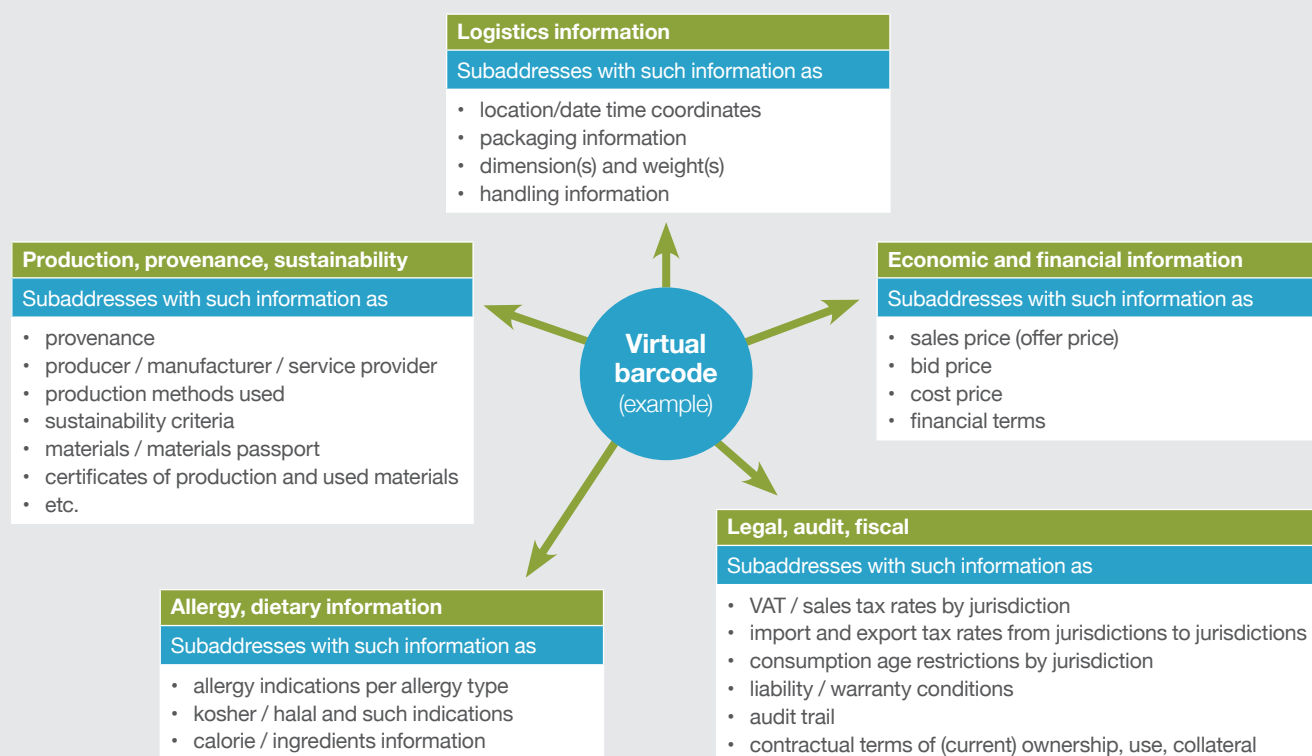 Logistics information
Subaddresses with such information as
• location/date time coordinates
• packaging information
• dimension(s) and weight(s)
• handling information
Production, provenance, sustainability
Subaddresses with such information as
• provenance
• producer / manufacturer / service provider
• production methods used
• sustainability criteria
• materials / materials passport
• certificates of production and used materials
• etc.
Virtual
barcode
(example)
Economic and financial information
Subaddresses with such information as
• sales price (offer price)
• bid price
• cost price
• financial terms
Allergy, dietary information
Subaddresses with such information as
• allergy indications per allergy type
• kosher / halal and such indications
• calorie / ingredients information
Legal, audit, fiscal
Subaddresses with such information as
• VAT / sales tax rates by jurisdiction
• import and export tax rates from jurisdictions to jurisdictions
• consumption age restrictions by jurisdiction
• liability / warranty conditions
• audit trail
• contractual terms of (current) ownership, use, collateral